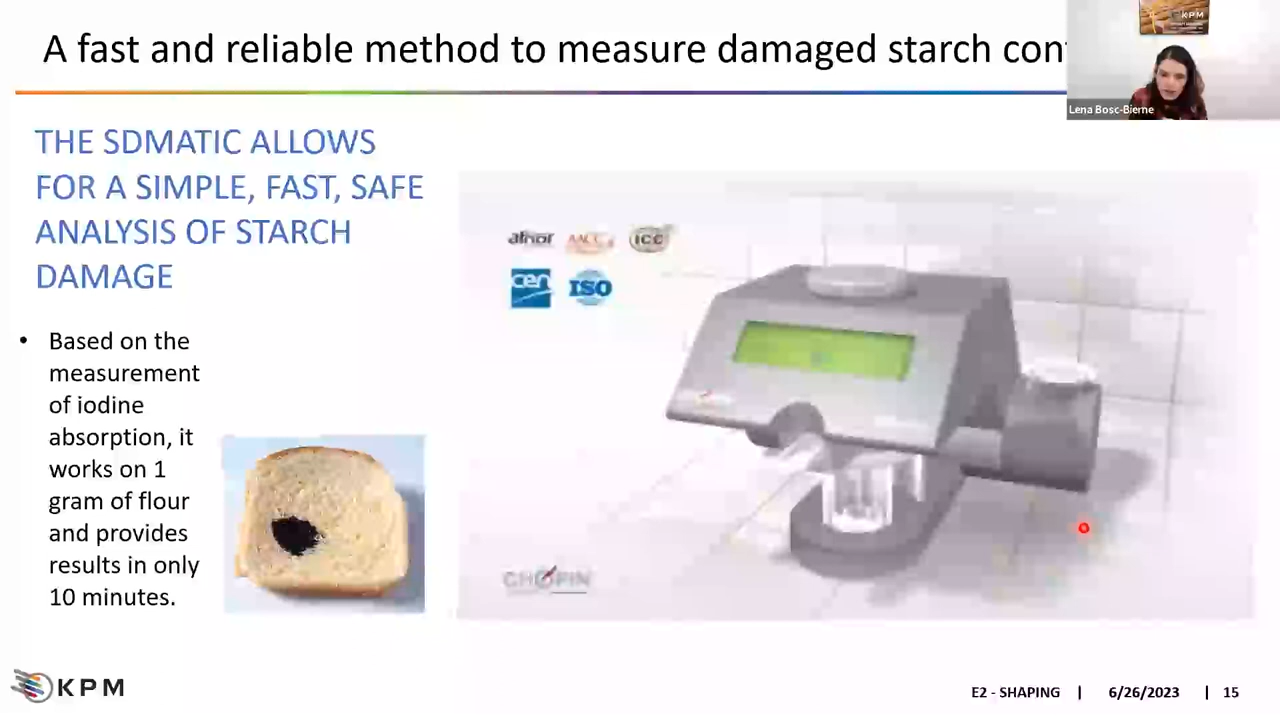 A fast and reliable method to measure damaged starch con
KPM
Lena Bosc-Bierne
THE SDMATIC ALLOWS
FOR A SIMPLE, FAST, SAFE
ANALYSIS OF STARCH
DAMAGE
afnor AACC icc
cen ISO
• Based on the
measurement
of iodine
absorption, it
works on 1
gram of flour
and provides
results in only
10 minutes.
CHOPIN
KPM
E2 - SHAPING | 6/26/2023 | 15